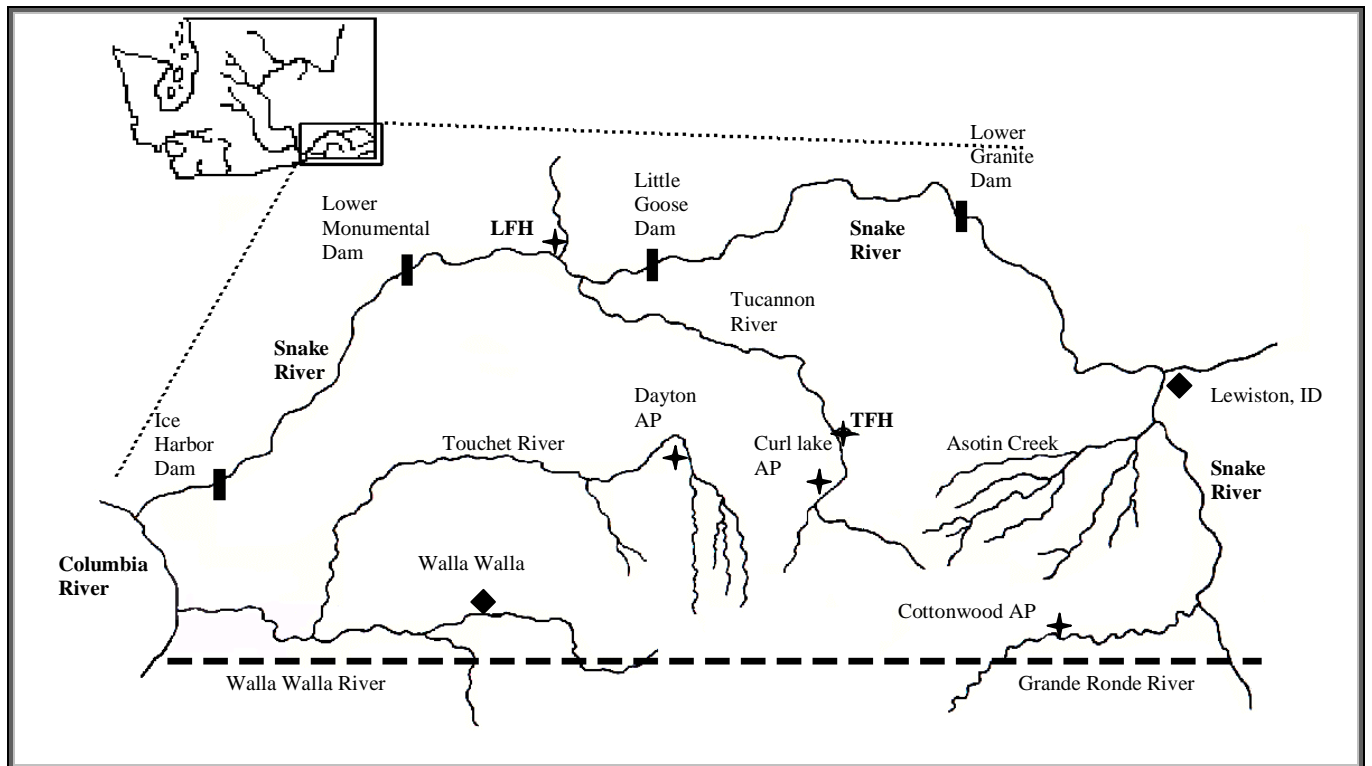 Lower
Granite
Dam
Little
Goose
Dam
Lower
Monumental
Dam
LFH
Snake
River
Tucannon
River
Snake
River
Lewiston, ID
Dayton
AP
Ice
Harbor
Dam
TFH
Touchet River
Curl lake
AP
Asotin Creek
Snake
River
Columbia
River
Walla Walla
Cottonwood AP
Walla Walla River
Grande Ronde River